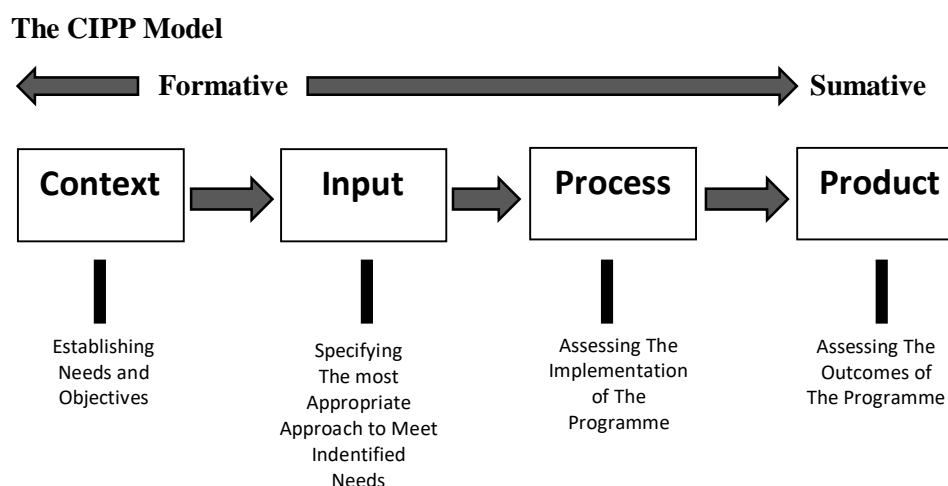 The CIPP Model
Formative Sumative
Context Input Process Product
Establishing
Needs and
Objectives
Specifying
The most
Appropriate
Approach to Meet
Indentified
Needs
Assessing The
Implementation
of The
Programme
Assessing The
Outcomes of
The Programme